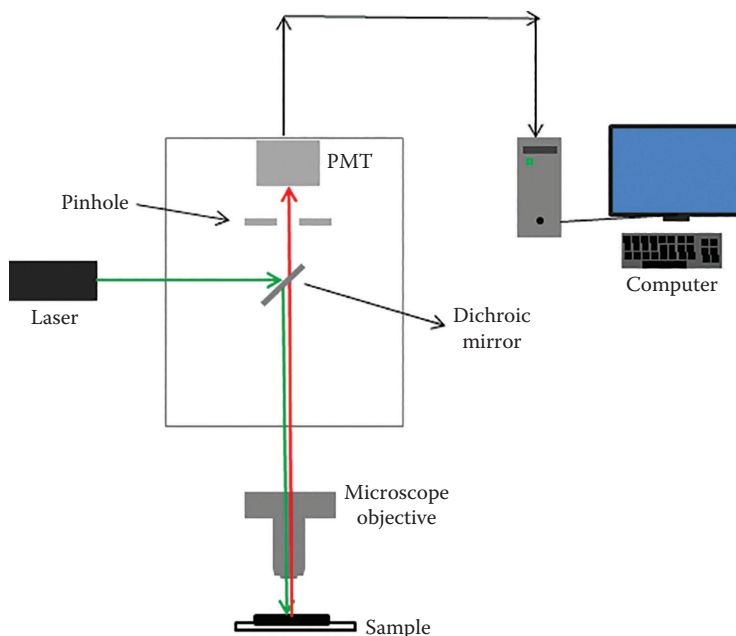 PMT
Pinhole
Laser
Computer
Dichroic
mirror
Microscope
objective
Sample